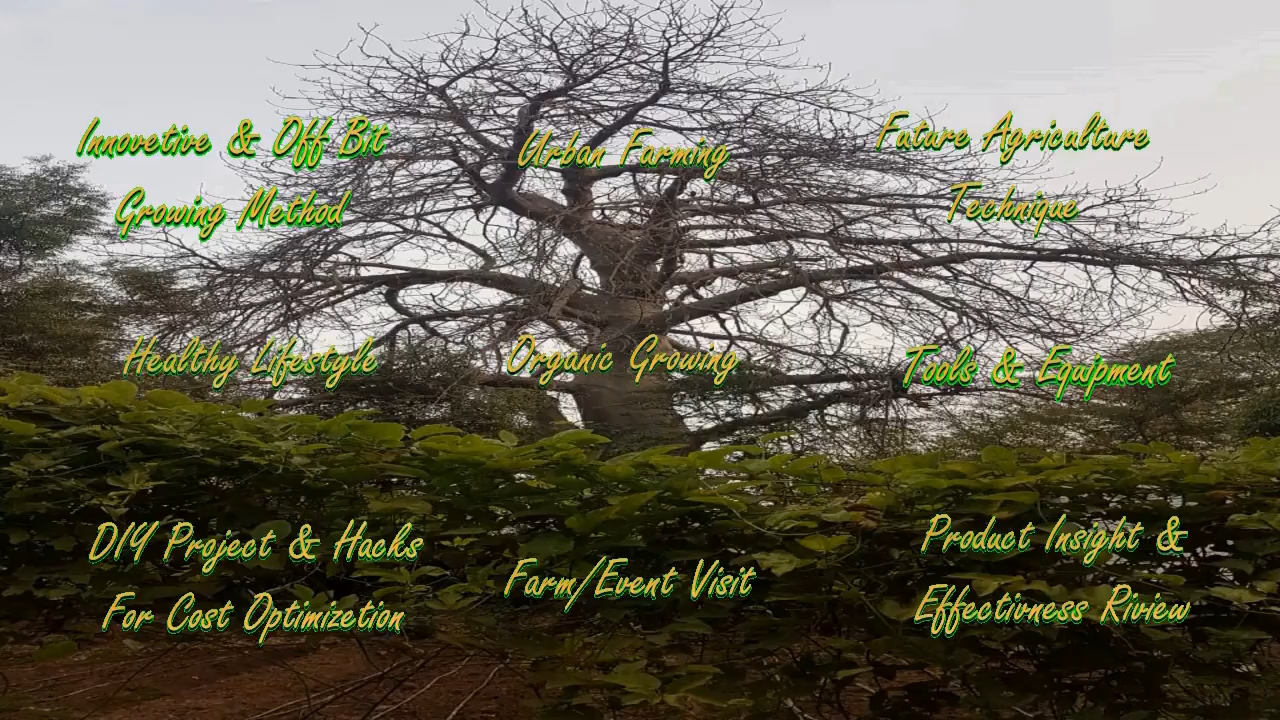 Innovetive & Off Bit
Growing Method
Urban Farming
Future Agriculture
Technique
Healthy Lifestyle
Organic Growing
Tools & Equipment
DIY Project & Hacks
For Cost Optimizetion
Farm/Event Visit
Product Insight &
Effectivness Riview